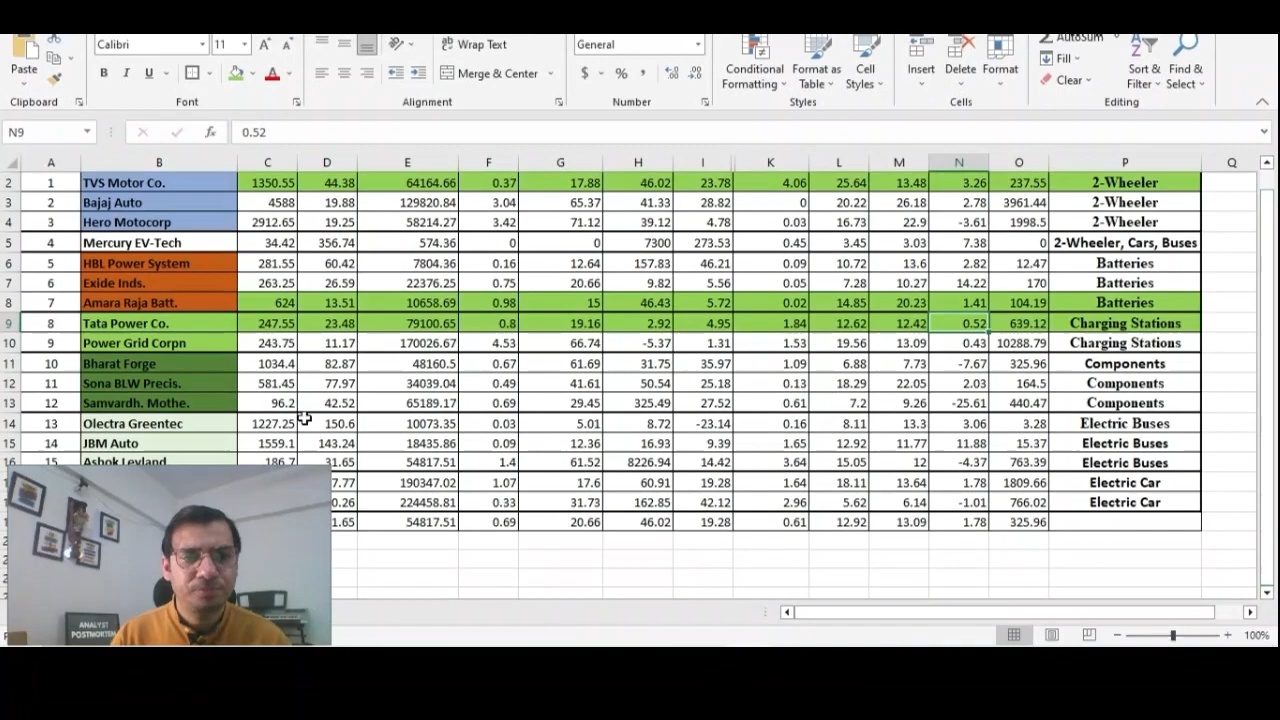 Calibri 11 Wrap Text General AutoSum
Paste B I U Merge & Center $ % Conditional Formatting Format as Table Cell Styles Insert Delete Format Fill Clear Sort & Filter Find & Select
Clipboard Font Alignment Number Styles Cells Editing
N9 fx 0.52
A B C D E F G H I K L M N O P Q
2 1 TVS Motor Co. 1350.55 44.38 64164.66 0.37 17.88 46.02 23.78 4.06 25.64 13.48 3.26 237.55 2-Wheeler
3 2 Bajaj Auto 4588 19.88 129820.84 3.04 65.37 41.33 28.82 0 20.22 26.18 2.78 3961.44 2-Wheeler
4 3 Hero Motocorp 2912.65 19.25 58214.27 3.42 71.12 39.12 4.78 0.03 16.73 22.9 -3.61 1998.5 2-Wheeler
5 4 Mercury EV-Tech 34.42 356.74 574.36 0 0 7300 273.53 0.45 3.45 3.03 7.38 0 2-Wheeler, Cars, Buses
6 5 HBL Power System 281.55 60.42 7804.36 0.16 12.64 157.83 46.21 0.09 10.72 13.6 2.82 12.47 Batteries
7 6 Exide Inds. 263.25 26.59 22376.25 0.75 20.66 9.82 5.56 0.05 7.28 10.27 14.22 170 Batteries
8 7 Amara Raja Batt. 624 13.51 10658.69 0.98 15 46.43 5.72 0.02 14.85 20.23 1.41 104.19 Batteries
9 8 Tata Power Co. 247.55 23.48 79100.65 0.8 19.16 2.92 4.95 1.84 12.62 12.42 0.52 639.12 Charging Stations
10 9 Power Grid Corpn 243.75 11.17 170026.67 4.53 66.74 -5.37 1.31 1.53 19.56 13.09 0.43 10288.79 Charging Stations
11 10 Bharat Forge 1034.4 82.87 48160.5 0.67 61.69 31.75 35.97 1.09 6.88 7.73 -7.67 325.96 Components
12 11 Sona BLW Precis. 581.45 77.97 34039.04 0.49 41.61 50.54 25.18 0.13 18.29 22.05 2.03 164.5 Components
13 12 Samvardh. Mothe. 96.2 42.52 65189.17 0.69 29.45 325.49 27.52 0.61 7.2 9.26 -25.61 440.47 Components
14 13 Olectra Greentec 1227.25 150.6 10073.35 0.03 5.01 8.72 -23.14 0.16 8.11 13.3 3.06 3.28 Electric Buses
15 14 JBM Auto 1559.1 143.24 18435.86 0.09 12.36 16.93 9.39 1.65 12.92 11.77 11.88 15.37 Electric Buses
16 15 Ashok Leyland 186.7 31.65 54817.51 1.4 61.52 8226.94 14.42 3.64 15.05 12 -4.37 763.39 Electric Buses
7.77 190347.02 1.07 17.6 60.91 19.28 1.64 18.11 13.64 1.78 1809.66 Electric Car
0.26 224458.81 0.33 31.73 162.85 42.12 2.96 5.62 6.14 -1.01 766.02 Electric Car
1.65 54817.51 0.69 20.66 46.02 19.28 0.61 12.92 13.09 1.78 325.96
ANALYST
POSTMORTEM
100%